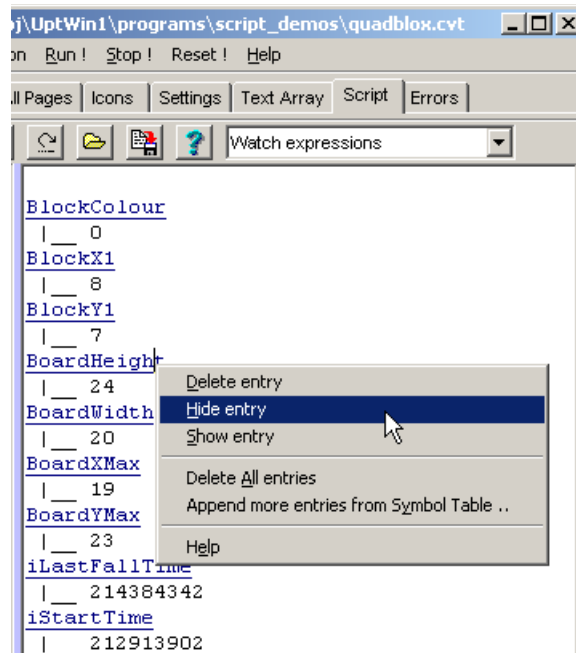 j\UptWin1\programs\script_demos\quadblox.cvt
on Run ! Stop ! Reset ! Help
ll Pages Icons Settings Text Array Script Errors
Watch expressions
BlockColour
|__ 0
BlockX1
|__ 8
BlockY1
|__ 7
BoardHeight
|__ 24
BoardWidth
|__ 20
BoardXMax
|__ 19
BoardYMax
|__ 23
iLastFallTime
|__ 214384342
iStartTime
| 212913902
Delete entry
Hide entry
Show entry
Delete All entries
Append more entries from Symbol Table ..
Help